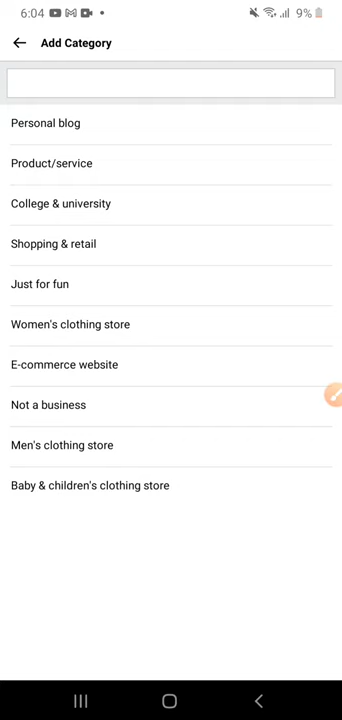 6:04
9%
Add Category
Personal blog
Product/service
College & university
Shopping & retail
Just for fun
Women's clothing store
E-commerce website
Not a business
Men's clothing store
Baby & children's clothing store